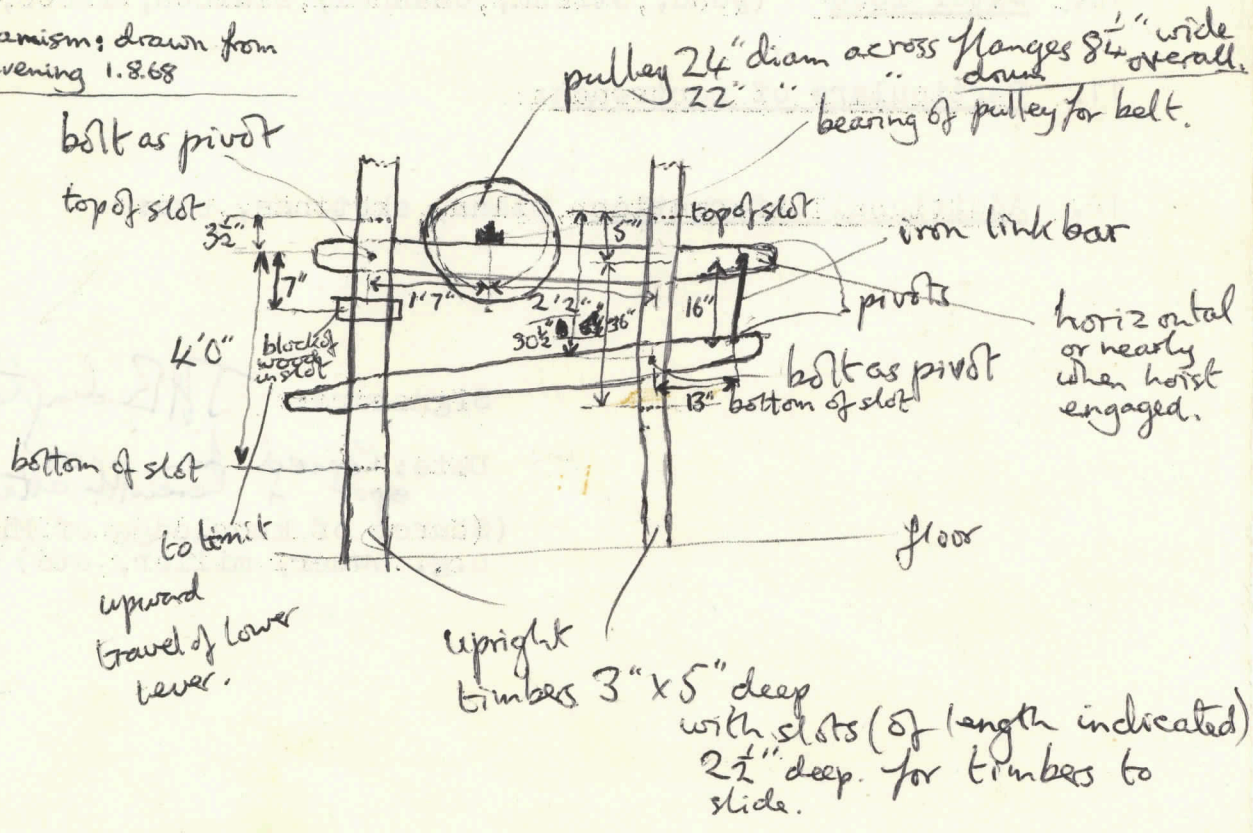 amism: drawn from
vening 1.8.68
pulley 24" diam across flanges 8¼" wide
overall.
22" " " drum
bearing of pulley for belt.
bolt as pivot
top of slot
3½"
7"
4'0"
block of
wood
in slot
1'7"
2'2"
5"
top of slot
iron link bar
16"
pivots
30½"
36"
horizontal
or nearly
when hoist
engaged.
bolt as pivot
13"
bottom of slot
bottom of slot
to limit
upward
travel of lower
lever.
floor
upright
timbers 3" x 5" deep
with slots (of length indicated)
2½" deep. for timbers to
slide.